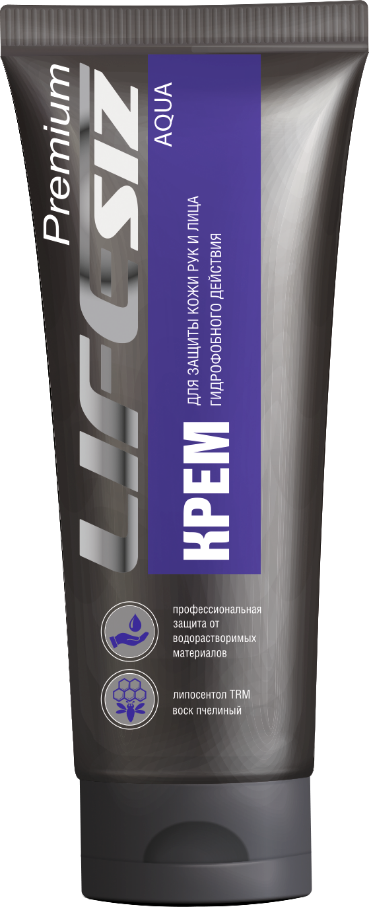 Premium
LIFESIZ
AQUA
КРЕМ
ДЛЯ ЗАЩИТЫ КОЖИ РУК И ЛИЦА
ГИДРОФОБНОГО ДЕЙСТВИЯ
профессиональная
защита от
водорастворимых
материалов
липосентол TRM
воск пчелиный